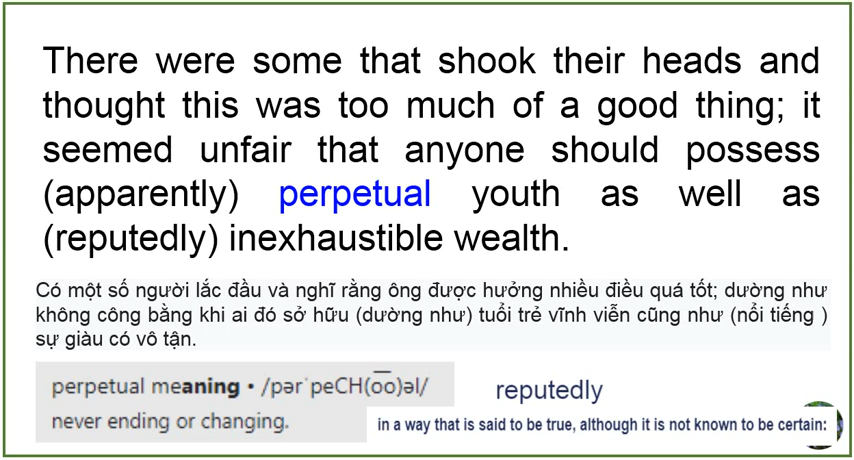 There were some that shook their heads and
thought this was too much of a good thing; it
seemed unfair that anyone should possess
(apparently) perpetual youth as well as
(reputedly) inexhaustible wealth.
Có một số người lắc đầu và nghĩ rằng ông được hưởng nhiều điều quá tốt; dường như
không công bằng khi ai đó sở hữu (dường như) tuổi trẻ vĩnh viễn cũng như (nổi tiếng )
sự giàu có vô tận.
perpetual meaning • /pərˈpeCH(o͞o)əl/
never ending or changing.
reputedly
in a way that is said to be true, although it is not known to be certain: